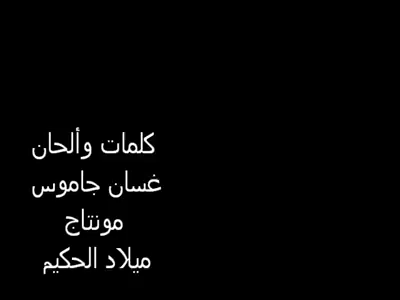 كلمات وألحان
غسان جاموس
مونتاج
ميلاد الحكيم